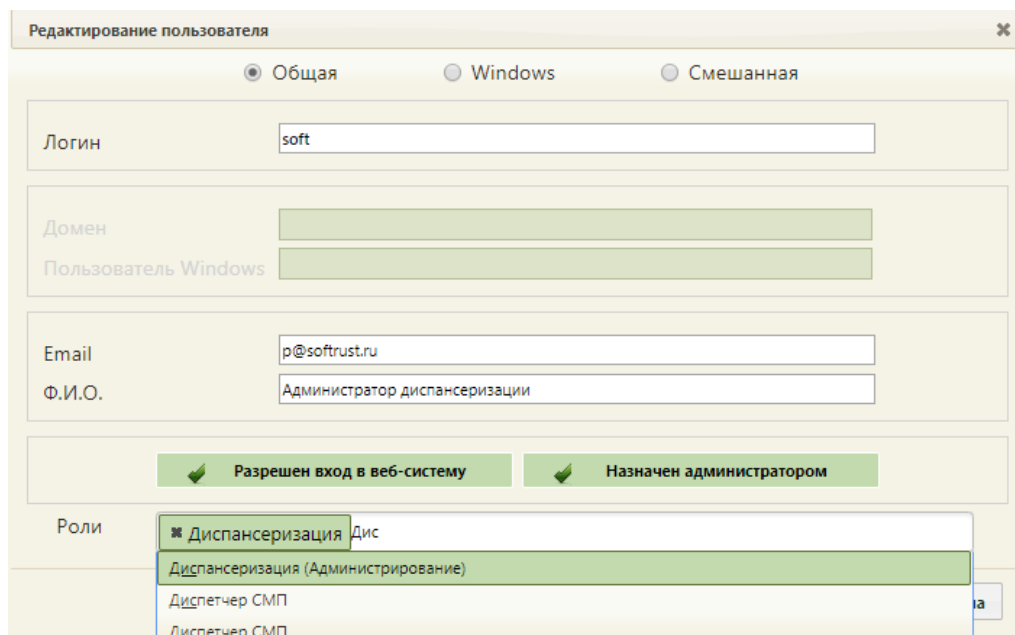 Редактирование пользователя
Общая Windows Смешанная
Логин soft
Домен
Пользователь Windows
Email p@softrust.ru
Ф.И.О. Администратор диспансеризации
Разрешен вход в веб-систему Назначен администратором
Роли Диспансеризация Дис
Диспансеризация (Администрирование)
Диспетчер СМП
Диспетчер СМП